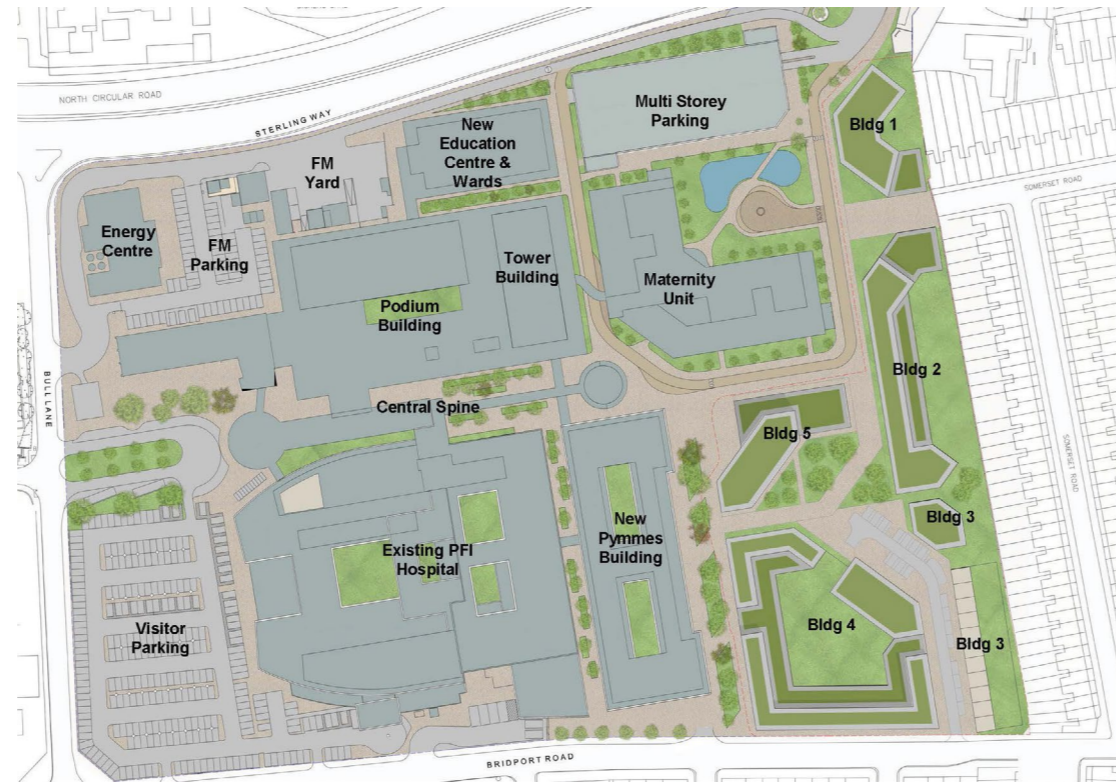 NORTH CIRCULAR ROAD
STERLING WAY
Multi Storey
Parking
Bldg 1
New
Education
Centre &
Wards
FM
Yard
SOMERSET ROAD
Energy
Centre
FM
Parking
Tower
Building
Maternity
Unit
Podium
Building
BULL LANE
Bldg 2
Central Spine
Bldg 5
SOMERSET ROAD
Bldg 3
New
Pymmes
Building
Existing PFI
Hospital
Visitor
Parking
Bldg 4
Bldg 3
BRIDPORT ROAD